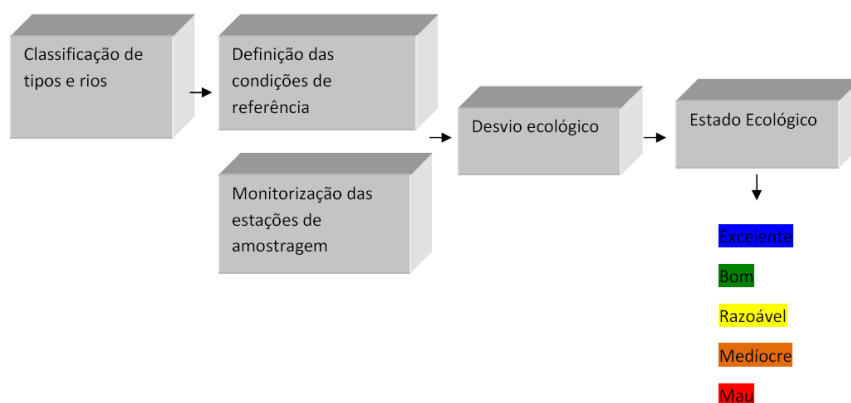 Classificação de
tipos e rios
Definição das
condições de
referência
Monitorização das
estações de
amostragem
Desvio ecológico
Estado Ecológico
Excelente
Bom
Razoável
Medíocre
Mau